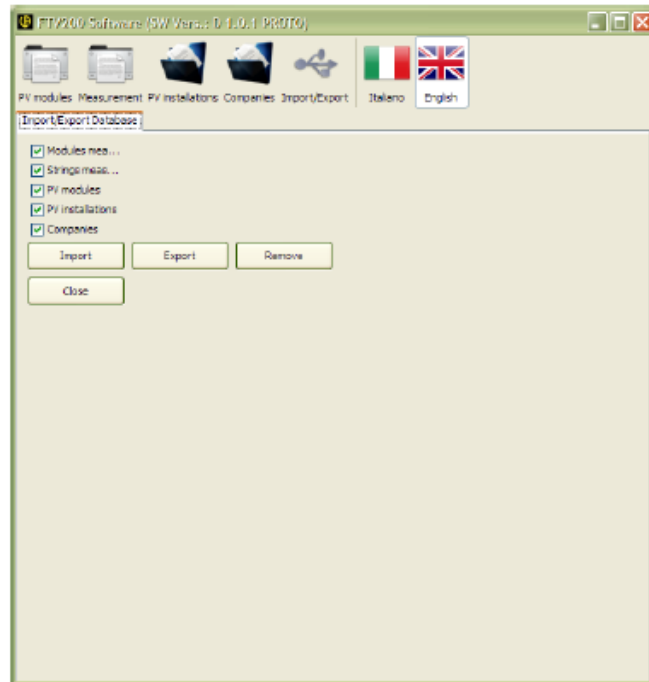 FTV200 Software (SW Vers.: D 1.0.1 PROTO)
PV modules Measurement PV installations Companies Import/Export Italiano English
Import/Export Database
Modules mea...
Strings meas...
PV modules
PV installations
Companies
Import Export Remove
Close